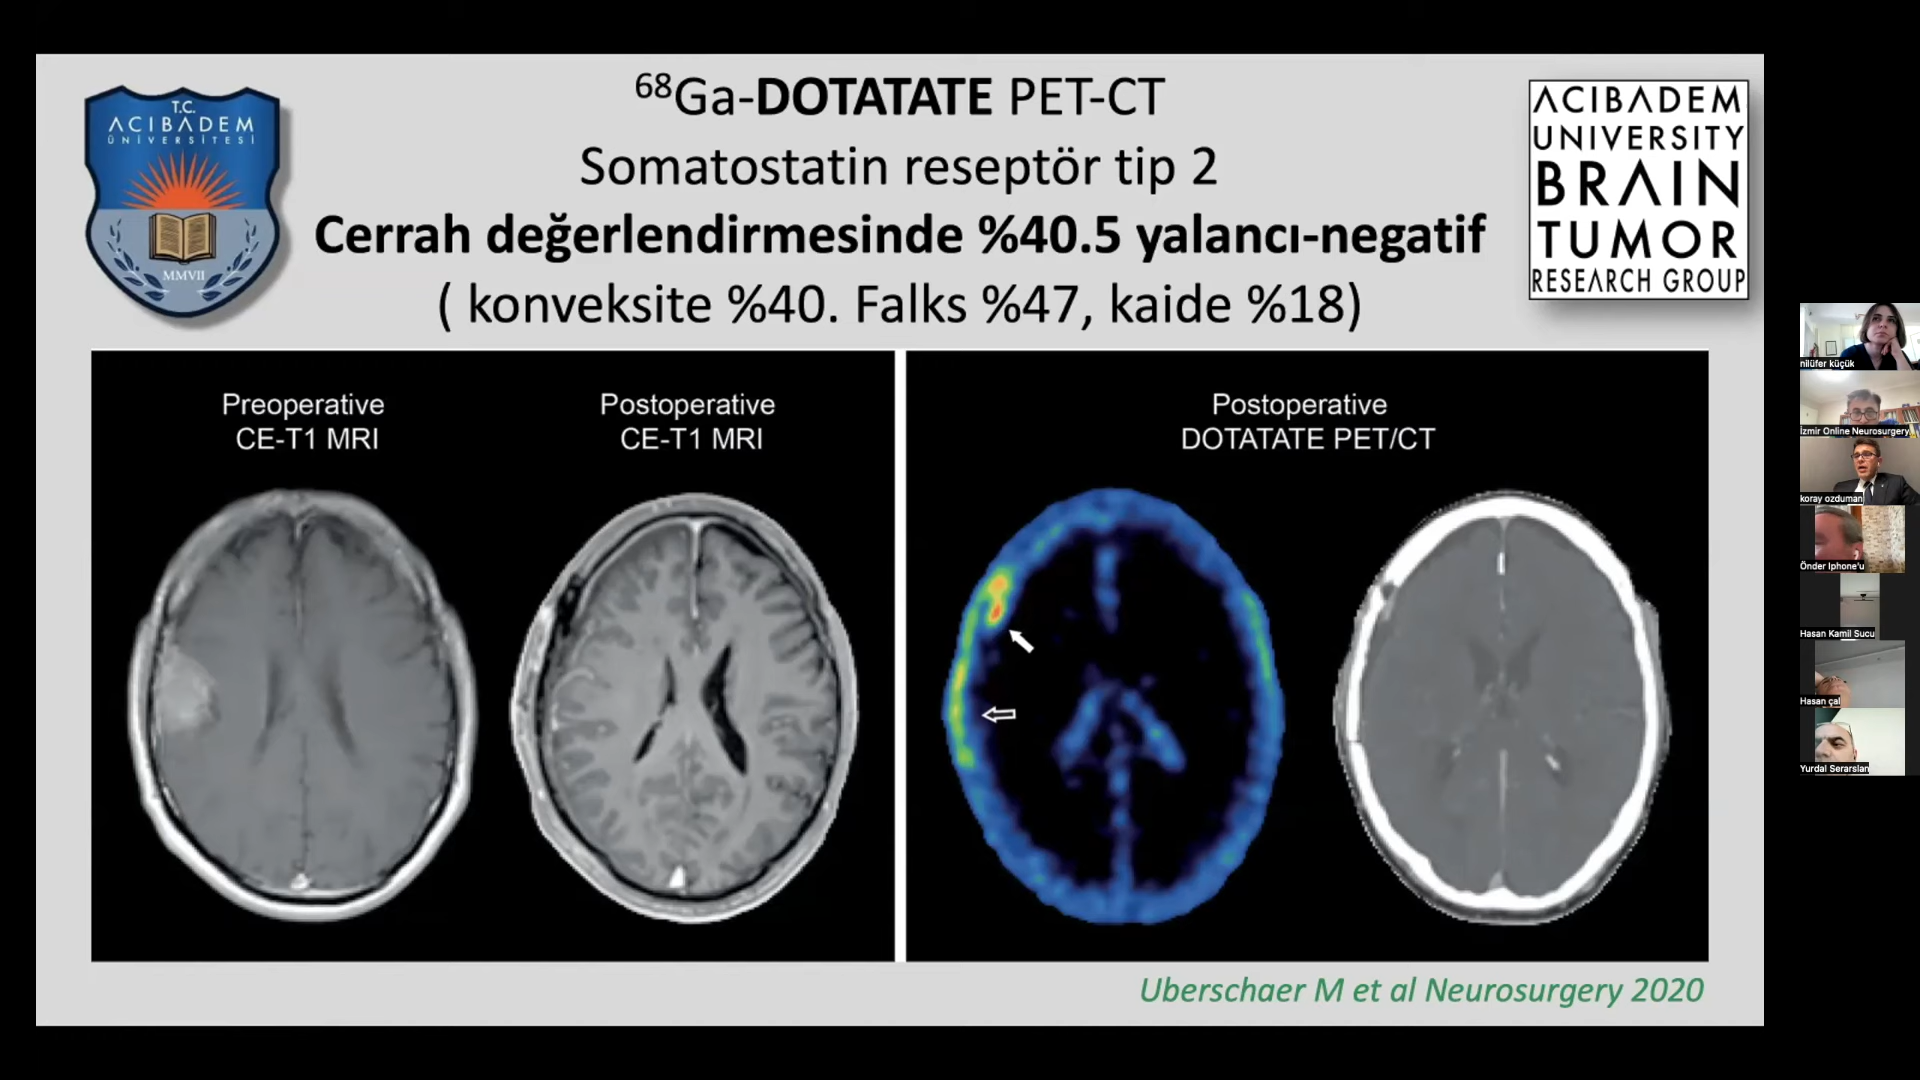 T.C.
ACIBADEM
ÜNİVERSİTESİ
MMVII
68Ga-DOTATATE PET-CT
Somatostatin reseptör tip 2
Cerrah değerlendirmesinde %40.5 yalancı-negatif
( konveksite %40. Falks %47, kaide %18)
ACIBADEM
UNIVERSITY
BRAIN
TUMOR
RESEARCH GROUP
Preoperative
CE-T1 MRI
Postoperative
CE-T1 MRI
Postoperative
DOTATATE PET/CT
Uberschaer M et al Neurosurgery 2020
nilüfer küçük
İzmir Online Neurosurgery
koray ozduman
Önder Iphone'u
Hasan Kamil Sucu
Hasan çal
Yurdal Serarslan